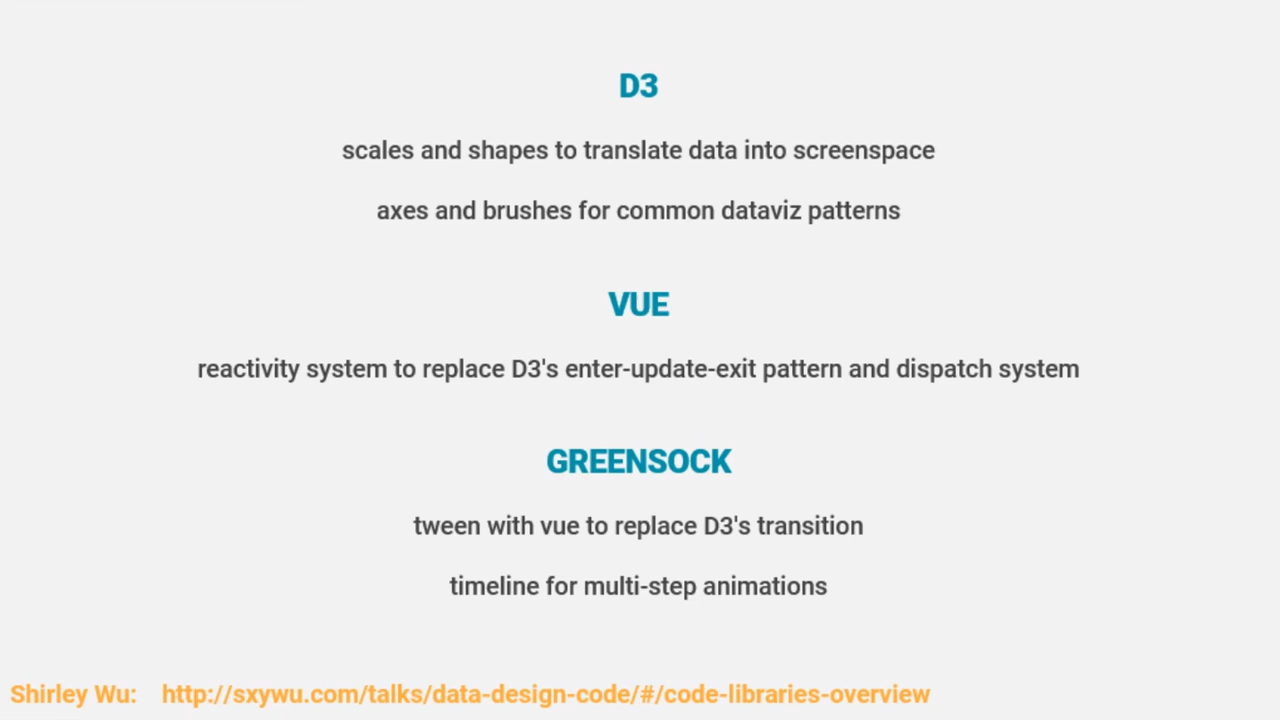 D3
scales and shapes to translate data into screenspace
axes and brushes for common dataviz patterns
VUE
reactivity system to replace D3's enter-update-exit pattern and dispatch system
GREENSOCK
tween with vue to replace D3's transition
timeline for multi-step animations
Shirley Wu: http://sxywu.com/talks/data-design-code/#/code-libraries-overview